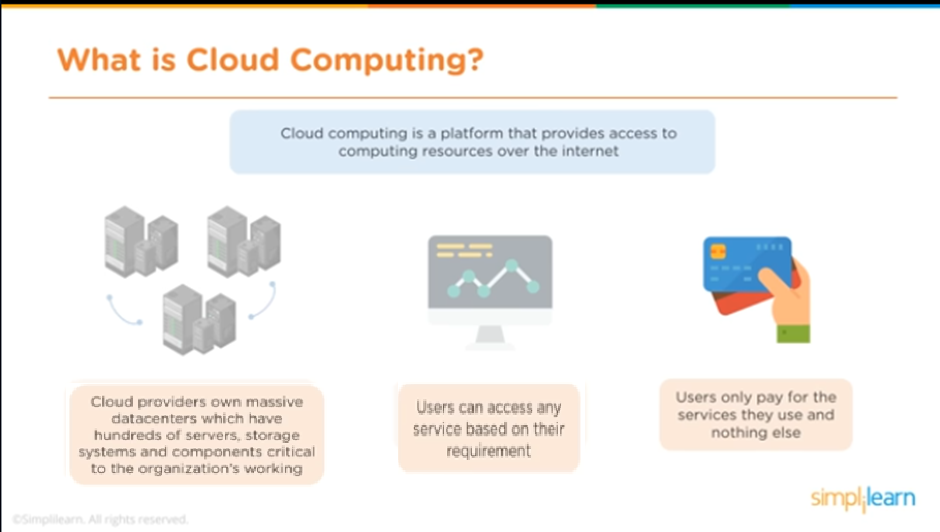 What is Cloud Computing?
Cloud computing is a platform that provides access to
computing resources over the internet
Cloud providers own massive
datacenters which have
hundreds of servers, storage
systems and components critical
to the organization's working
Users can access any
service based on their
requirement
Users only pay for the
services they use and
nothing else
simplilearn
©Simplilearn. All rights reserved.